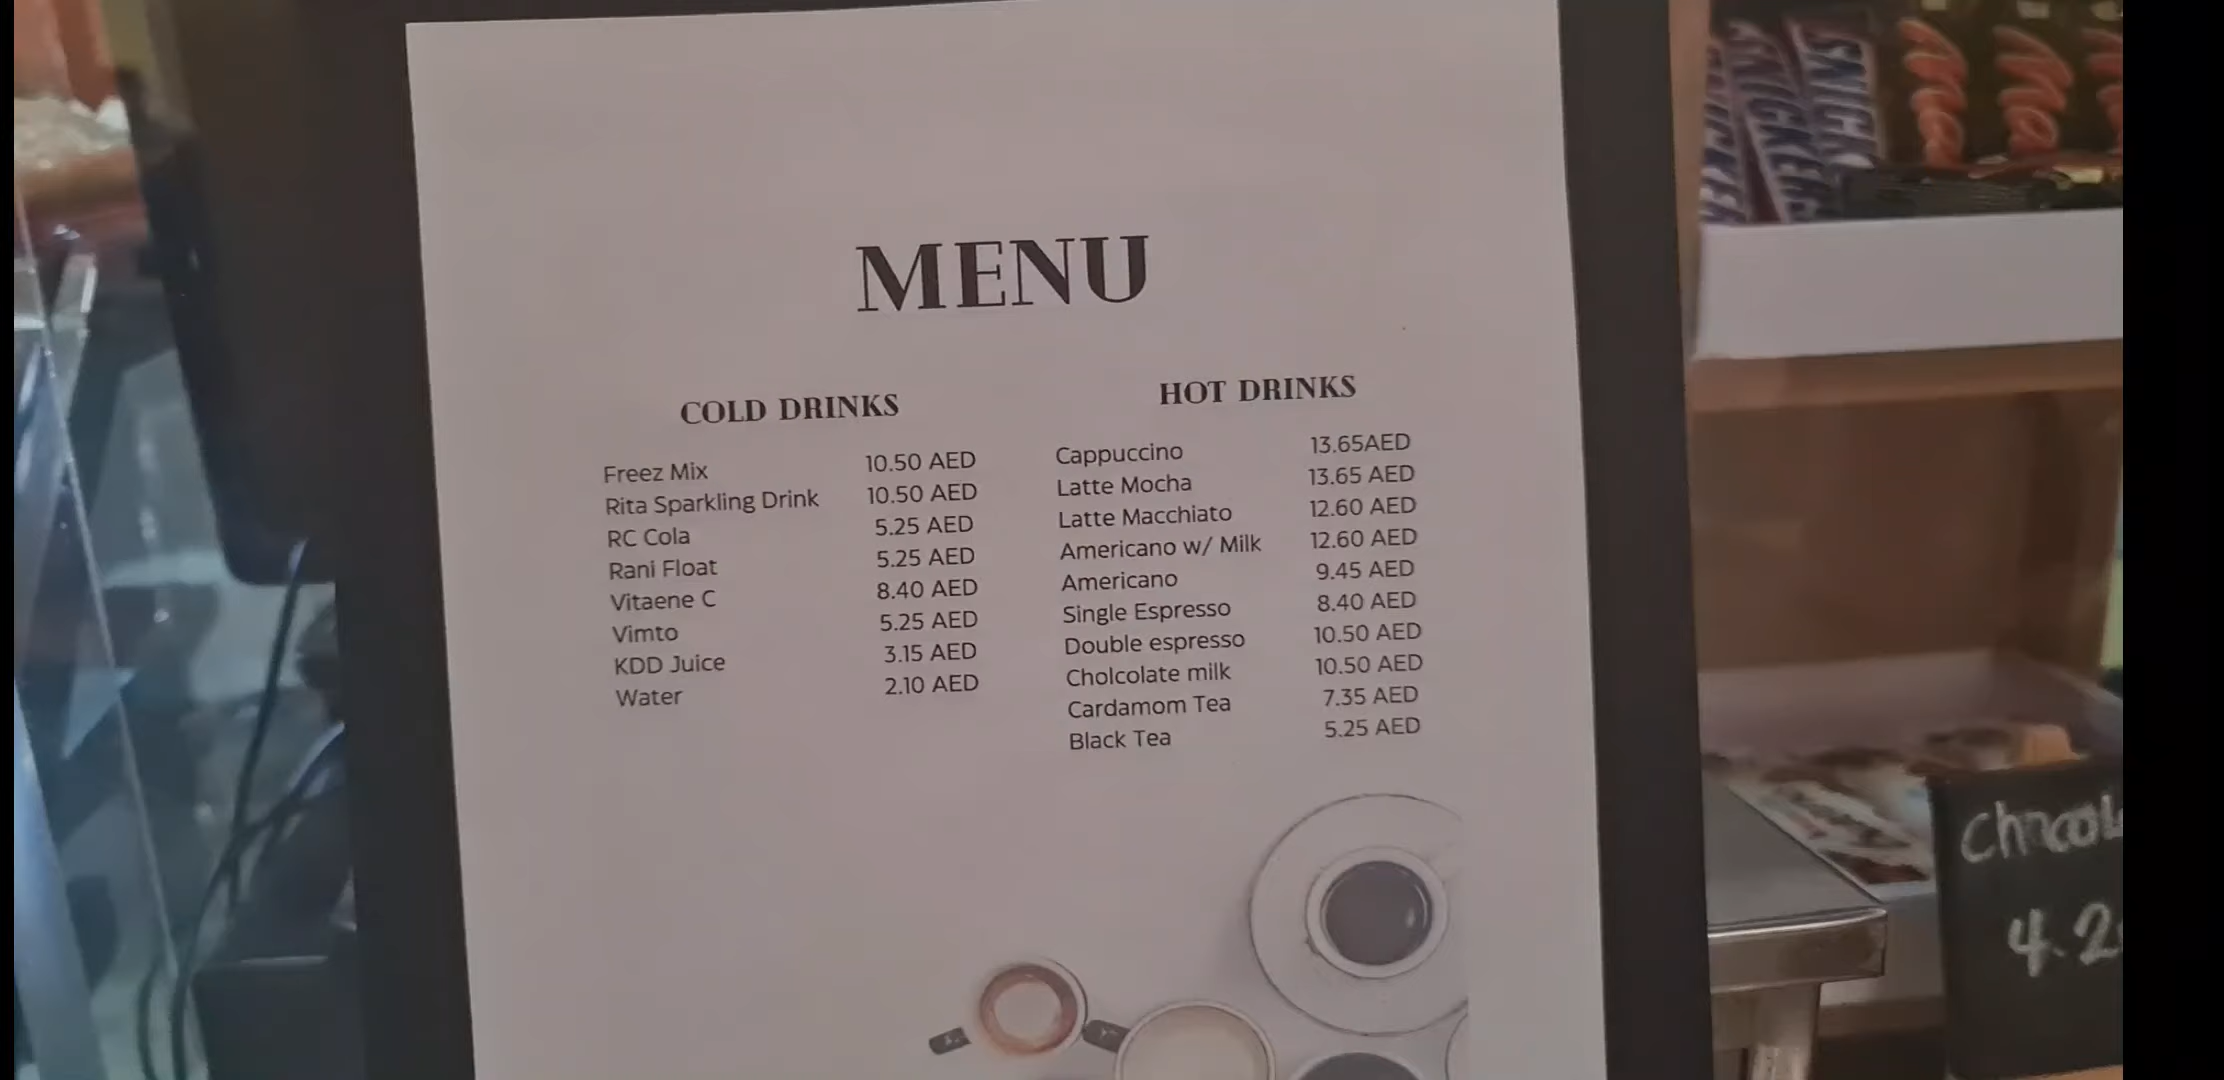 MENU
COLD DRINKS
Freez Mix 10.50 AED
Rita Sparkling Drink 10.50 AED
RC Cola 5.25 AED
Rani Float 5.25 AED
Vitaene C 8.40 AED
Vimto 5.25 AED
KDD Juice 3.15 AED
Water 2.10 AED
HOT DRINKS
Cappuccino 13.65AED
Latte Mocha 13.65 AED
Latte Macchiato 12.60 AED
Americano w/ Milk 12.60 AED
Americano 9.45 AED
Single Espresso 8.40 AED
Double espresso 10.50 AED
Cholcolate milk 10.50 AED
Cardamom Tea 7.35 AED
Black Tea 5.25 AED
SNICKERS